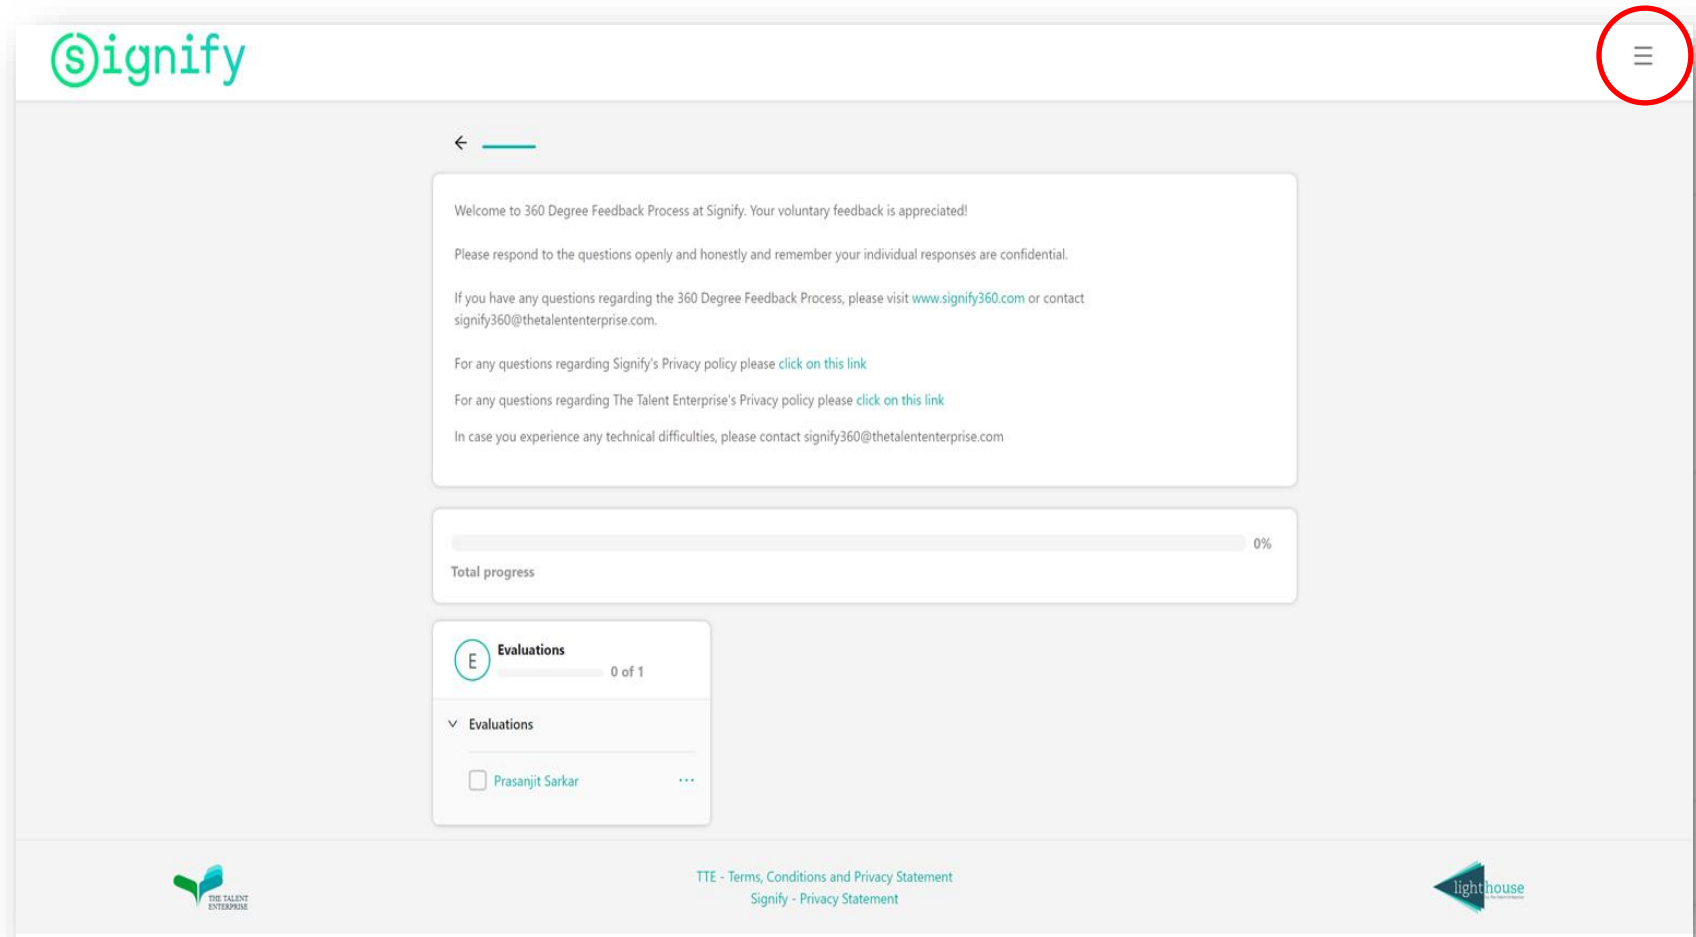 signify
Welcome to 360 Degree Feedback Process at Signify. Your voluntary feedback is appreciated!
Please respond to the questions openly and honestly and remember your individual responses are confidential.
If you have any questions regarding the 360 Degree Feedback Process, please visit www.signify360.com or contact
signify360@thetalententerprise.com.
For any questions regarding Signify's Privacy policy please click on this link
For any questions regarding The Talent Enterprise's Privacy policy please click on this link
In case you experience any technical difficulties, please contact signify360@thetalententerprise.com
0%
Total progress
E
Evaluations
0 of 1
Evaluations
Prasanjit Sarkar
THE TALENT
ENTERPRISE
TTE - Terms, Conditions and Privacy Statement
Signify - Privacy Statement
lighthouse